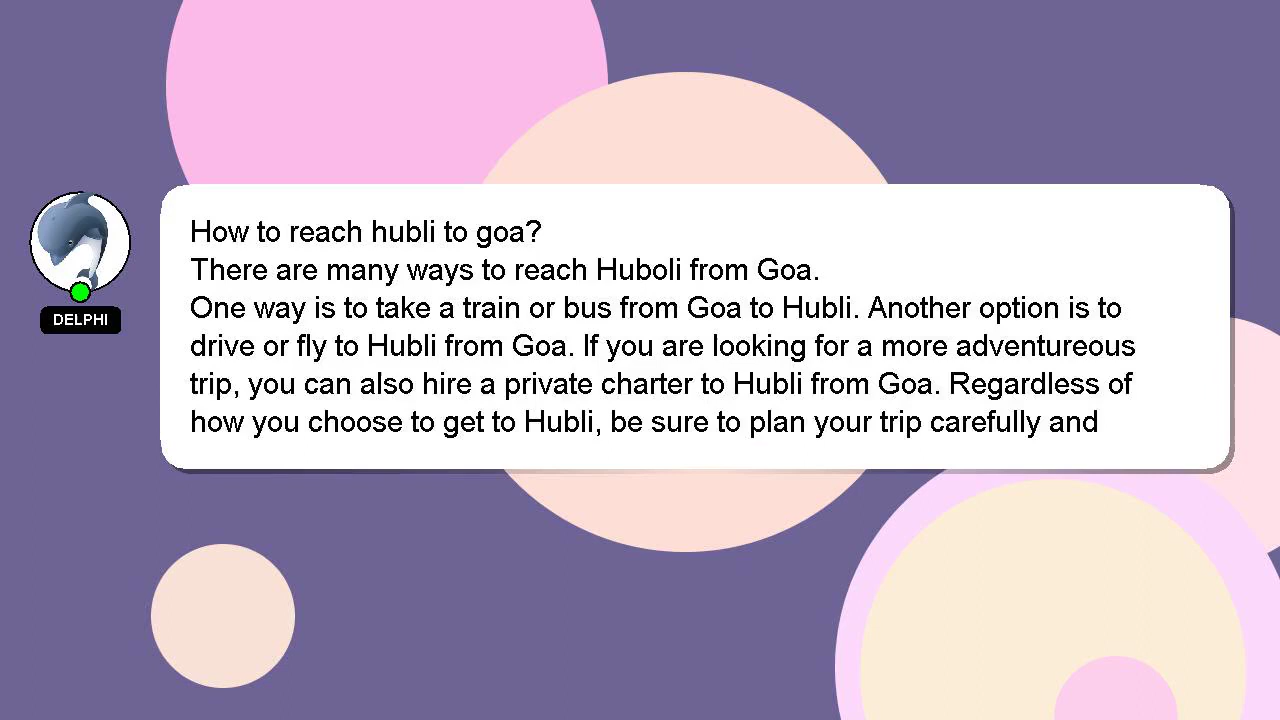 How to reach hubli to goa?
There are many ways to reach Huboli from Goa.
One way is to take a train or bus from Goa to Hubli. Another option is to
drive or fly to Hubli from Goa. If you are looking for a more adventureous
trip, you can also hire a private charter to Hubli from Goa. Regardless of
how you choose to get to Hubli, be sure to plan your trip carefully and
DELPHI